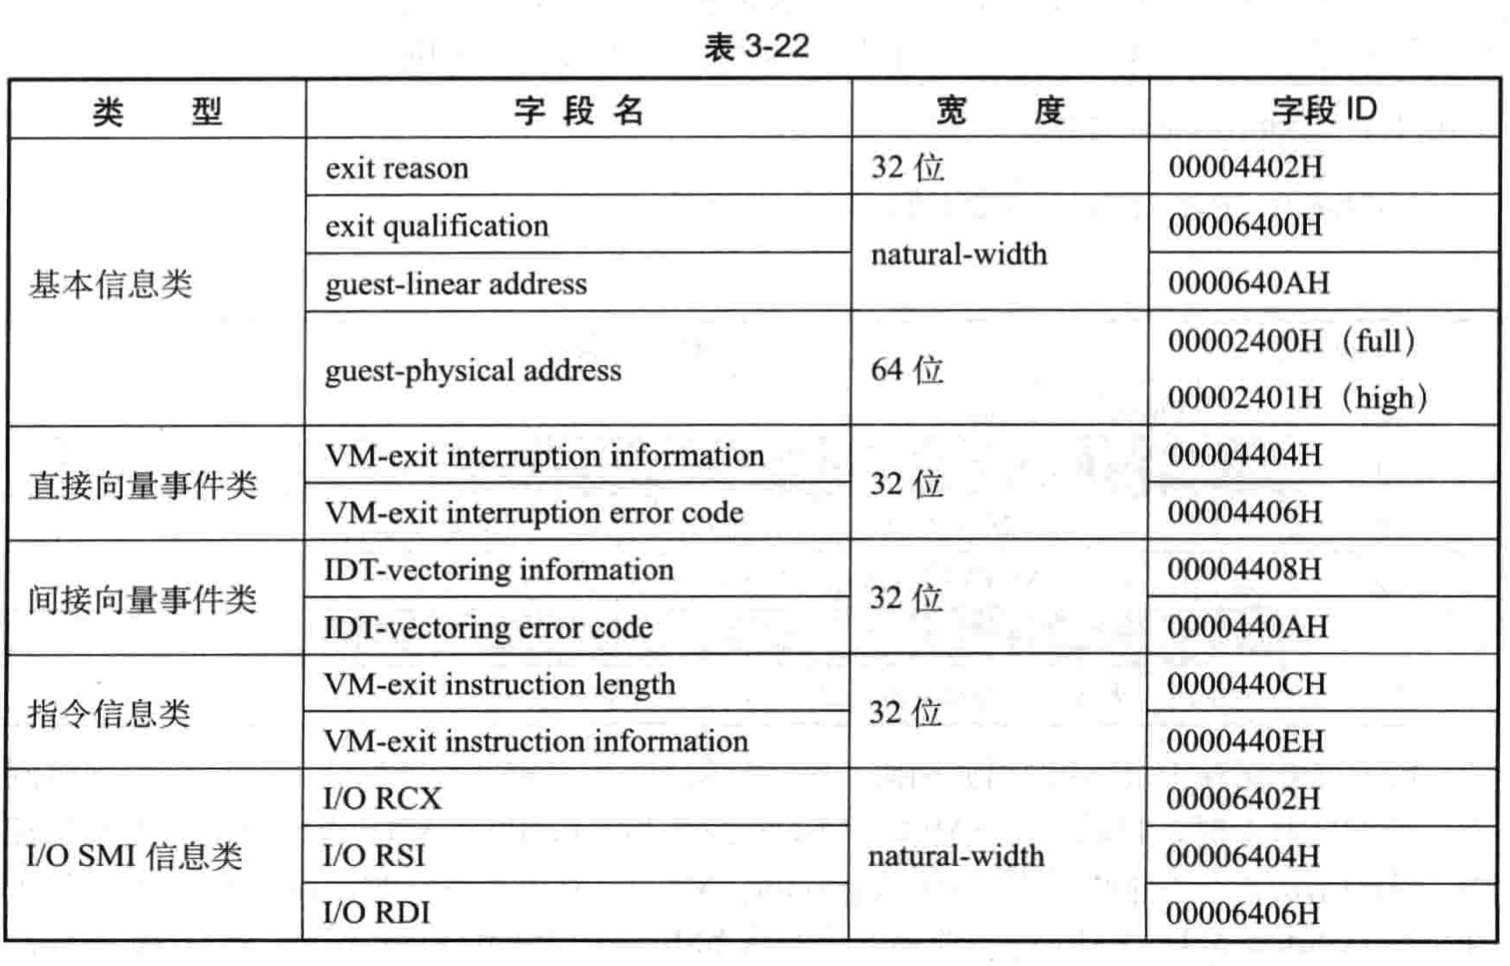 表 3-22
类 型 字 段 名 宽 度 字段 ID
基本信息类 exit reason 32 位 00004402H
exit qualification natural-width 00006400H
guest-linear address 0000640AH
guest-physical address 64 位 00002400H（full）
00002401H（high）
直接向量事件类 VM-exit interruption information 32 位 00004404H
VM-exit interruption error code 00004406H
间接向量事件类 IDT-vectoring information 32 位 00004408H
IDT-vectoring error code 0000440AH
指令信息类 VM-exit instruction length 32 位 0000440CH
VM-exit instruction information 0000440EH
I/O SMI 信息类 I/O RCX natural-width 00006402H
I/O RSI 00006404H
I/O RDI 00006406H